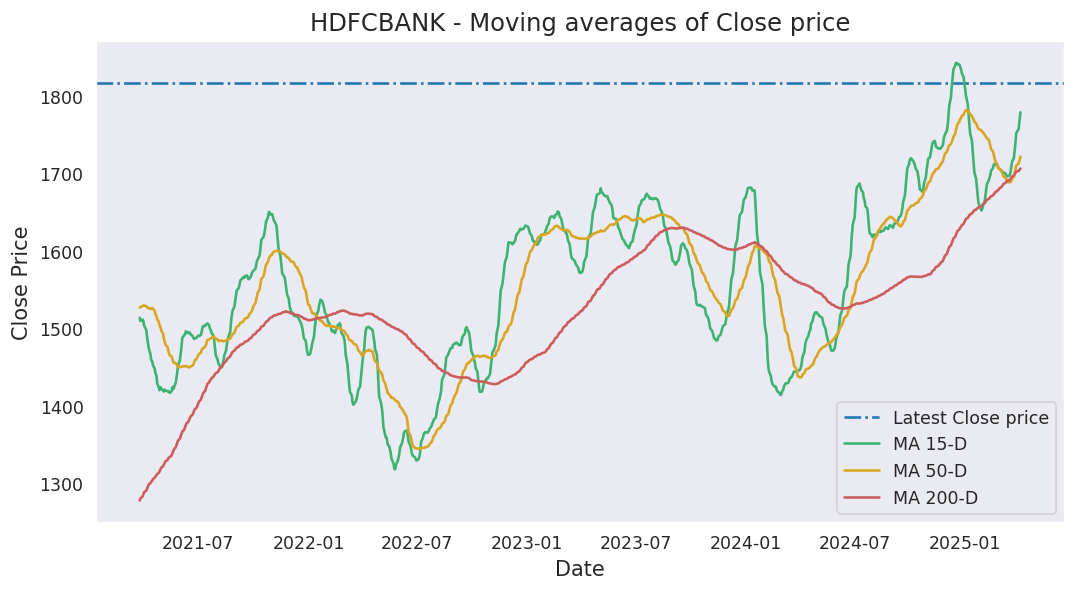 HDFCBANK - Moving averages of Close price
Close Price
1800
1700
1600
1500
1400
1300
2021-07 2022-01 2022-07 2023-01 2023-07 2024-01 2024-07 2025-01
Date
Latest Close price
MA 15-D
MA 50-D
MA 200-D